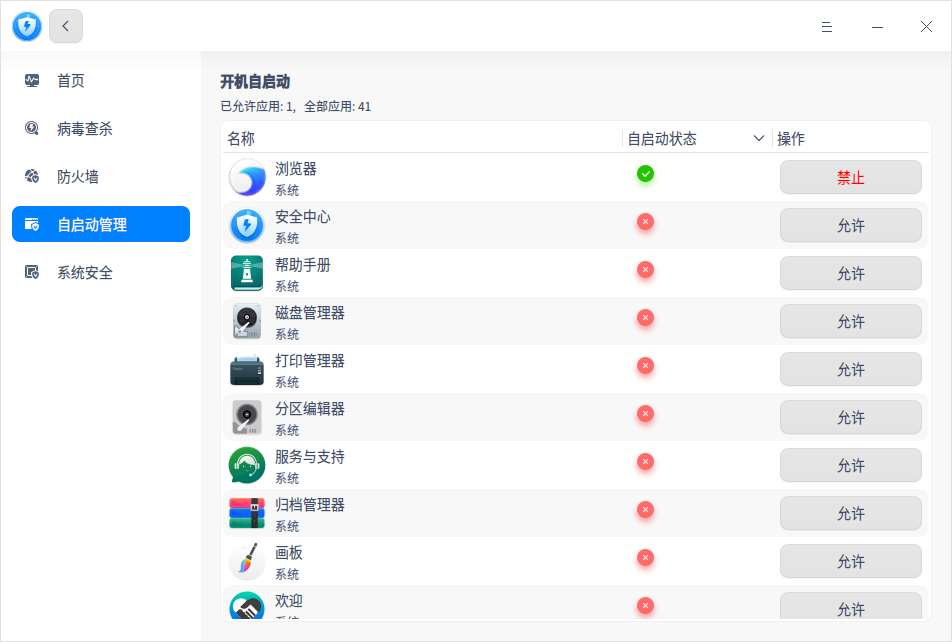 首页
病毒查杀
防火墙
自启动管理
系统安全
开机自启动
已允许应用: 1, 全部应用: 41
名称 自启动状态 操作
浏览器
系统
禁止
安全中心
系统
允许
帮助手册
系统
允许
磁盘管理器
系统
允许
打印管理器
系统
允许
分区编辑器
系统
允许
服务与支持
系统
允许
归档管理器
系统
允许
画板
系统
允许
欢迎
允许